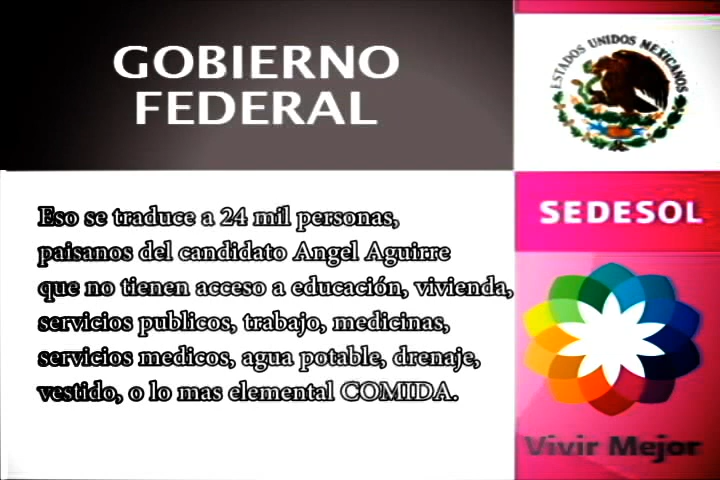 GOBIERNO
FEDERAL
ESTADOS UNIDOS MEXICANOS
SEDESOL
Eso se traduce a 24 mil personas,
paisanos del candidato Angel Aguirre
que no tienen acceso a educación, vivienda,
servicios publicos, trabajo, medicinas,
servicios medicos, agua potable, drenaje,
vestido, o lo mas elemental COMIDA.
Vivir Mejor